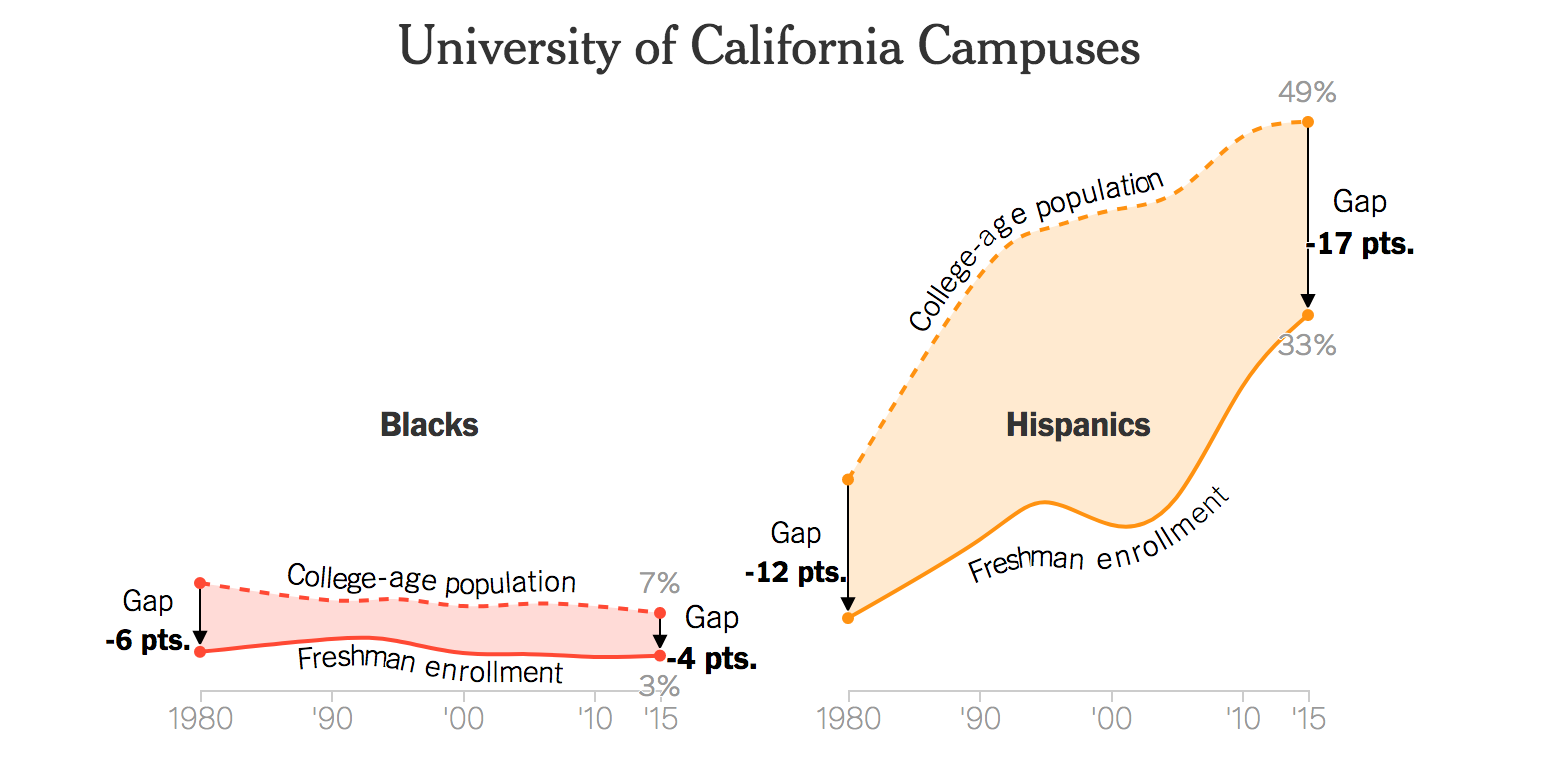 University of California Campuses
Blacks
College-age population
7%
Gap
-6 pts.
Gap
-4 pts.
Freshman enrollment
3%
1980
'90
'00
'10
'15
Hispanics
49%
College-age population
Gap
-17 pts.
33%
Gap
-12 pts.
Freshman enrollment
1980
'90
'00
'10
'15